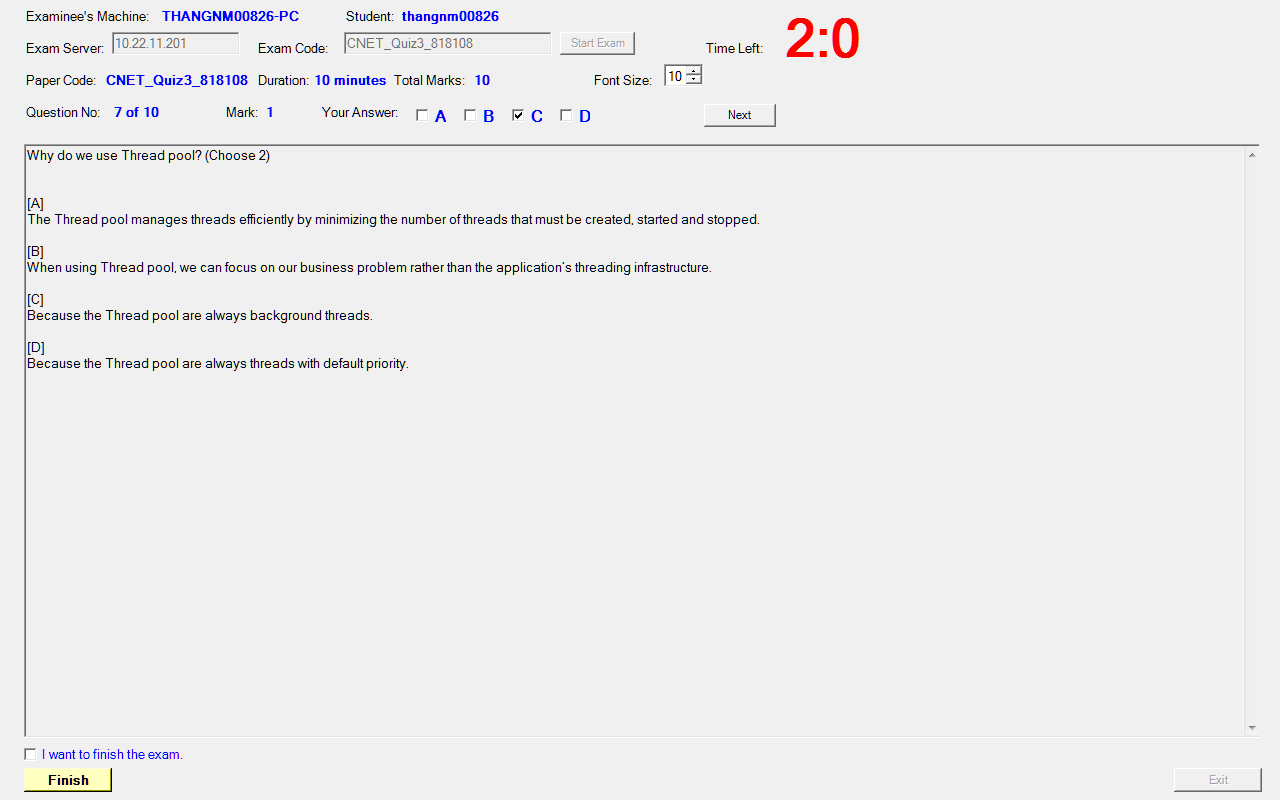 Examinee's Machine: THANGNM00826-PC Student: thangnm00826
Exam Server: 10.22.11.201 Exam Code: CNET_Quiz3_818108 Start Exam Time Left: 2:0
Paper Code: CNET_Quiz3_818108 Duration: 10 minutes Total Marks: 10 Font Size: 10
Question No: 7 of 10 Mark: 1 Your Answer: A B C D Next
Why do we use Thread pool? (Choose 2)
[A]
The Thread pool manages threads efficiently by minimizing the number of threads that must be created, started and stopped.
[B]
When using Thread pool, we can focus on our business problem rather than the application's threading infrastructure.
[C]
Because the Thread pool are always background threads.
[D]
Because the Thread pool are always threads with default priority.
I want to finish the exam.
Finish Exit